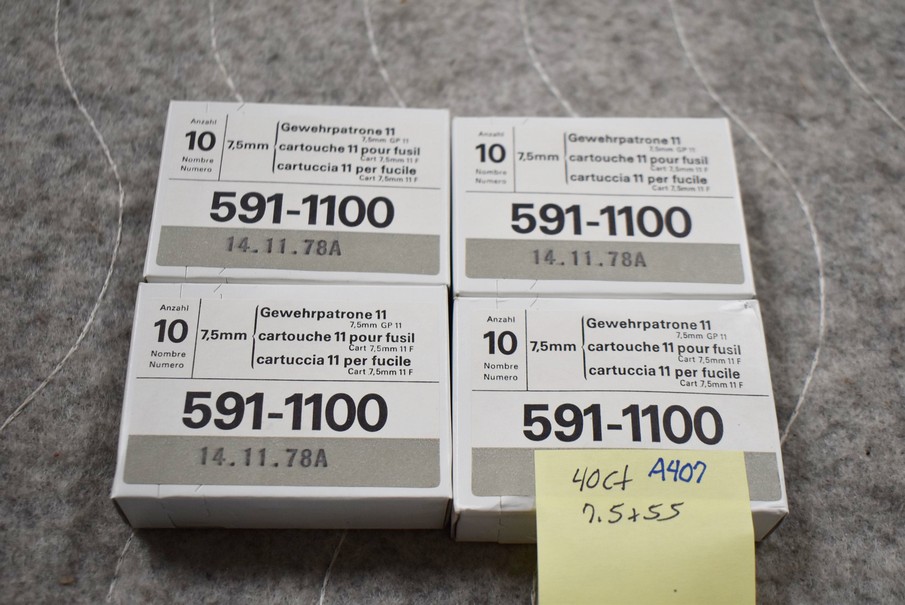 Anzahl
10
Nombre
Numero
7,5mm
Gewehrpatrone 11
7,5mm GP 11
cartouche 11 pour fusil
Cart 7,5mm 11 F
cartuccia 11 per fucile
Cart 7,5mm 11 F
591-1100
14.11.78A
Anzahl
10
Nombre
Numero
7,5mm
Gewehrpatrone 11
7,5mm GP 11
cartouche 11 pour fusil
Cart 7,5mm 11 F
cartuccia 11 per fucile
Cart 7,5mm 11 F
591-1100
14.11.78A
Anzahl
10
Nombre
Numero
7,5mm
Gewehrpatrone 11
7,5mm GP 11
cartouche 11 pour fusil
Cart 7,5mm 11 F
cartuccia 11 per fucile
Cart 7,5mm 11 F
591-1100
14.11.78A
Anzahl
10
Nombre
Numero
7,5mm
Gewehrpatrone 11
7,5mm GP 11
cartouche 11 pour fusil
Cart 7,5mm 11 F
cartuccia 11 per fucile
Cart 7,5mm 11 F
591-1100
40ct A407
7.5x55